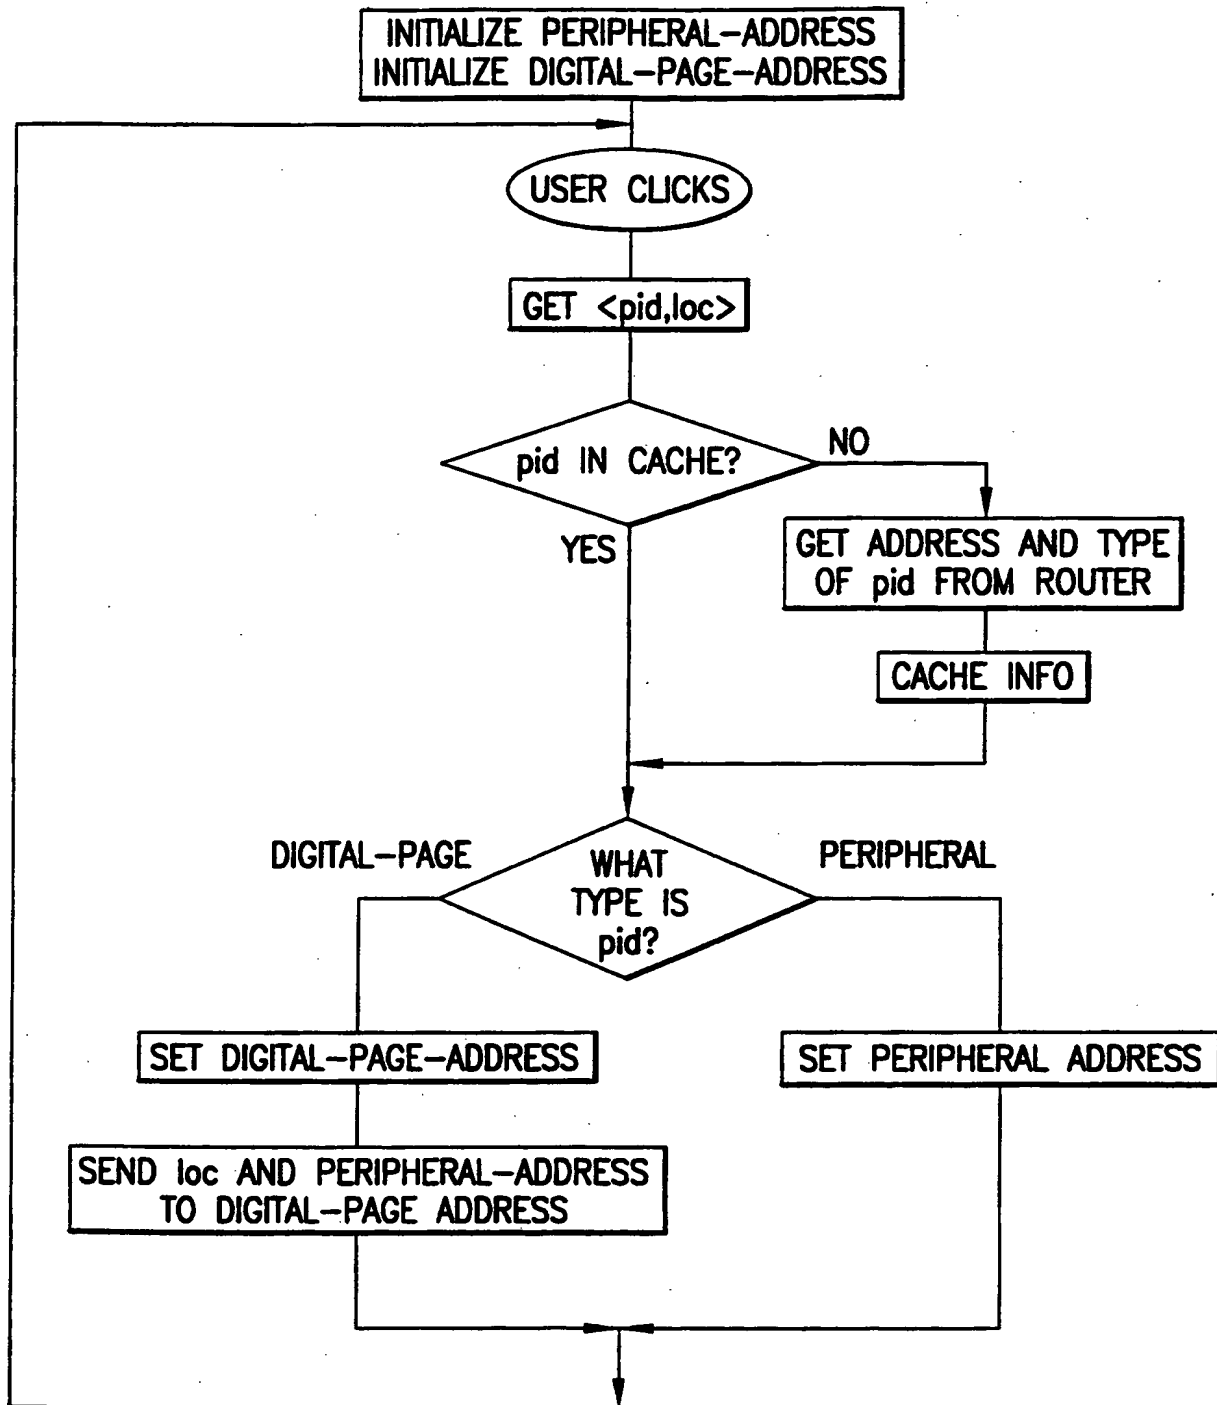 INITIALIZE PERIPHERAL-ADDRESS
INITIALIZE DIGITAL-PAGE-ADDRESS
USER CLICKS
GET <pid,loc>
pid IN CACHE?
NO
YES
GET ADDRESS AND TYPE
OF pid FROM ROUTER
CACHE INFO
DIGITAL-PAGE
WHAT
TYPE IS
pid?
PERIPHERAL
SET DIGITAL-PAGE-ADDRESS
SET PERIPHERAL ADDRESS
SEND loc AND PERIPHERAL-ADDRESS
TO DIGITAL-PAGE ADDRESS